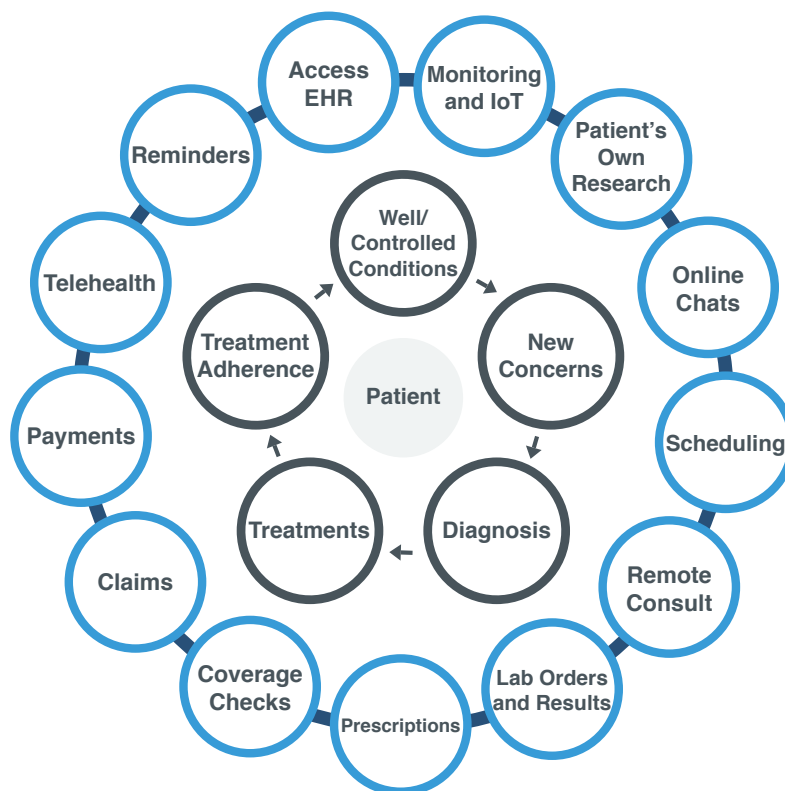 Access
EHR
Monitoring
and IoT
Patient's
Own
Research
Online
Chats
Scheduling
Remote
Consult
Lab Orders
and Results
Prescriptions
Coverage
Checks
Claims
Payments
Telehealth
Reminders
Well/
Controlled
Conditions
New
Concerns
Diagnosis
Treatments
Treatment
Adherence
Patient